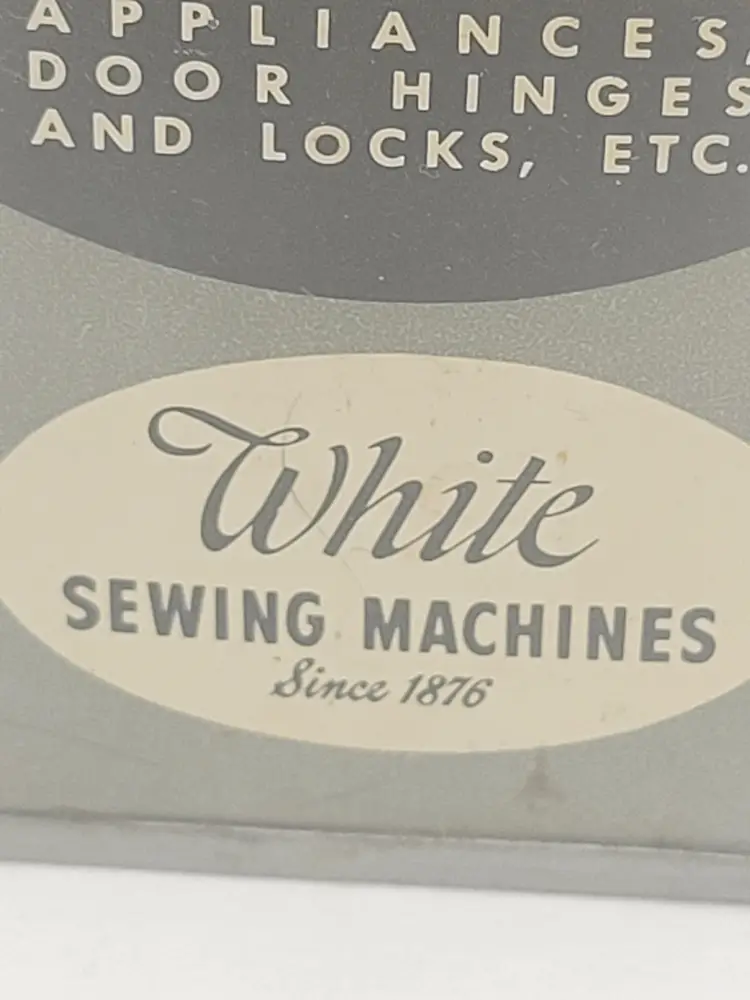 APPLIANCES,
DOOR HINGES
AND LOCKS, ETC.
White
SEWING MACHINES
Since 1876